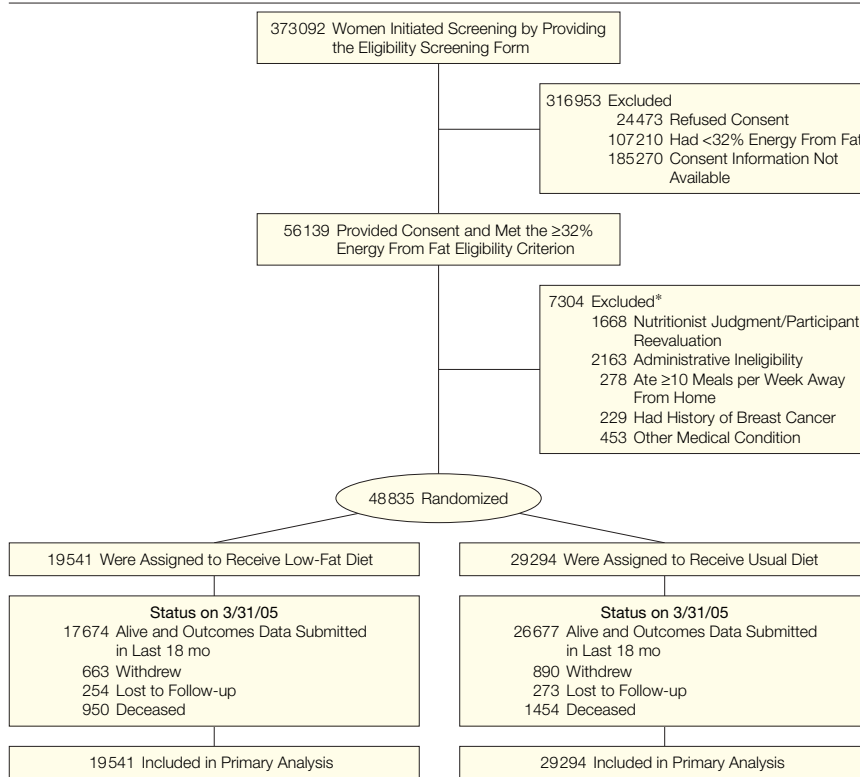 373092 Women Initiated Screening by Providing
the Eligibility Screening Form
316953 Excluded
24473 Refused Consent
107210 Had <32% Energy From Fat
185270 Consent Information Not
Available
56139 Provided Consent and Met the ≥32%
Energy From Fat Eligibility Criterion
7304 Excluded*
1668 Nutritionist Judgment/Participant
Reevaluation
2163 Administrative Ineligibility
278 Ate ≥10 Meals per Week Away
From Home
229 Had History of Breast Cancer
453 Other Medical Condition
48835 Randomized
19541 Were Assigned to Receive Low-Fat Diet
29294 Were Assigned to Receive Usual Diet
Status on 3/31/05
17674 Alive and Outcomes Data Submitted
in Last 18 mo
663 Withdrew
254 Lost to Follow-up
950 Deceased
Status on 3/31/05
26677 Alive and Outcomes Data Submitted
in Last 18 mo
890 Withdrew
273 Lost to Follow-up
1454 Deceased
19541 Included in Primary Analysis
29294 Included in Primary Analysis